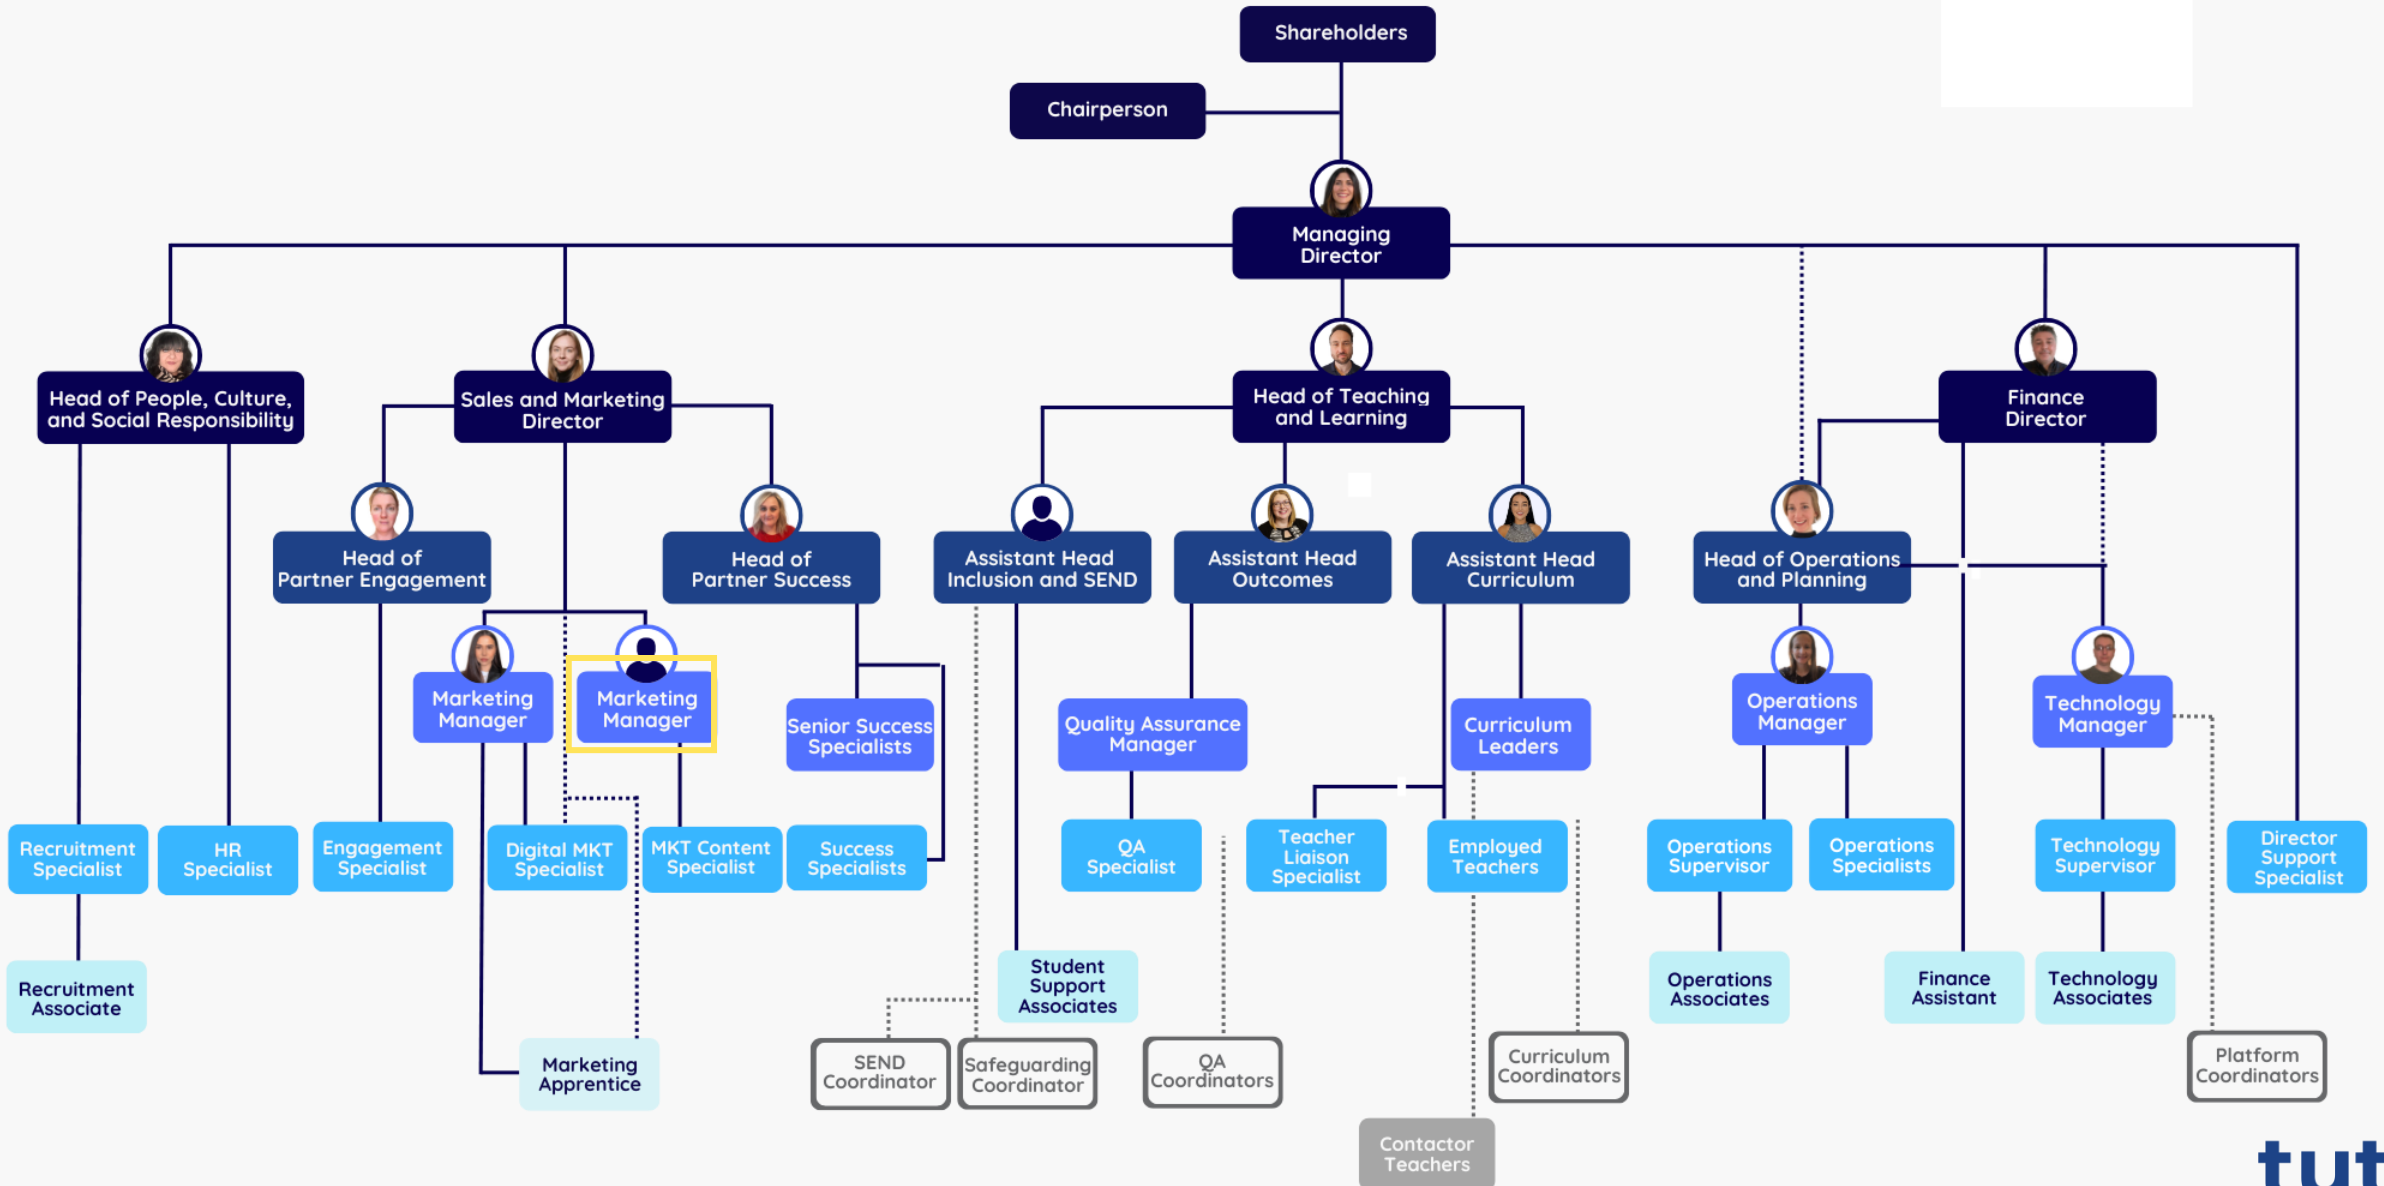 Shareholders
Chairperson
Managing
Director
Head of People, Culture,
and Social Responsibility
Sales and Marketing
Director
Head of Teaching
and Learning
Finance
Director
Head of
Partner Engagement
Head of
Partner Success
Assistant Head
Inclusion and SEND
Assistant Head
Outcomes
Assistant Head
Curriculum
Head of Operations
and Planning
Marketing
Manager
Marketing
Manager
Senior Success
Specialists
Quality Assurance
Manager
Curriculum
Leaders
Operations
Manager
Technology
Manager
Recruitment
Specialist
HR
Specialist
Engagement
Specialist
Digital MKT
Specialist
MKT Content
Specialist
Success
Specialists
QA
Specialist
Teacher
Liaison
Specialist
Employed
Teachers
Operations
Supervisor
Operations
Specialists
Technology
Supervisor
Director
Support
Specialist
Recruitment
Associate
Student
Support
Associates
Operations
Associates
Finance
Assistant
Technology
Associates
Marketing
Apprentice
SEND
Coordinator
Safeguarding
Coordinator
QA
Coordinators
Curriculum
Coordinators
Platform
Coordinators
Contactor
Teachers
tut